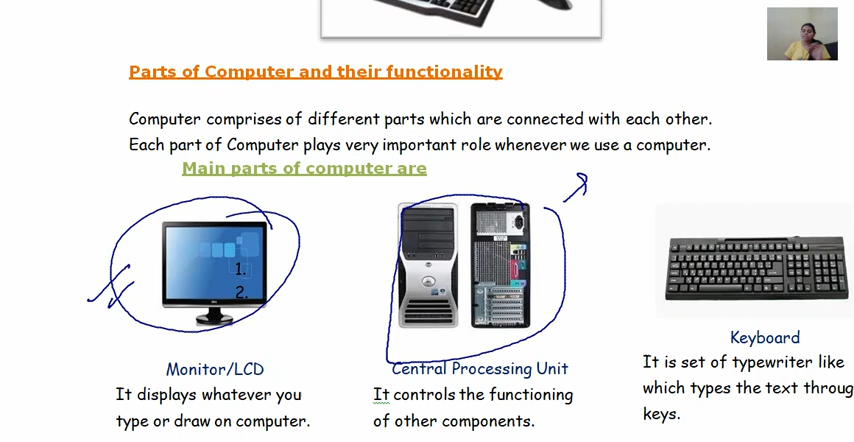 Parts of Computer and their functionality
Computer comprises of different parts which are connected with each other.
Each part of Computer plays very important role whenever we use a computer.
Main parts of computer are
1.
2.
Monitor/LCD
It displays whatever you
type or draw on computer.
Central Processing Unit
It controls the functioning
of other components.
Keyboard
It is set of typewriter like
which types the text throug
keys.